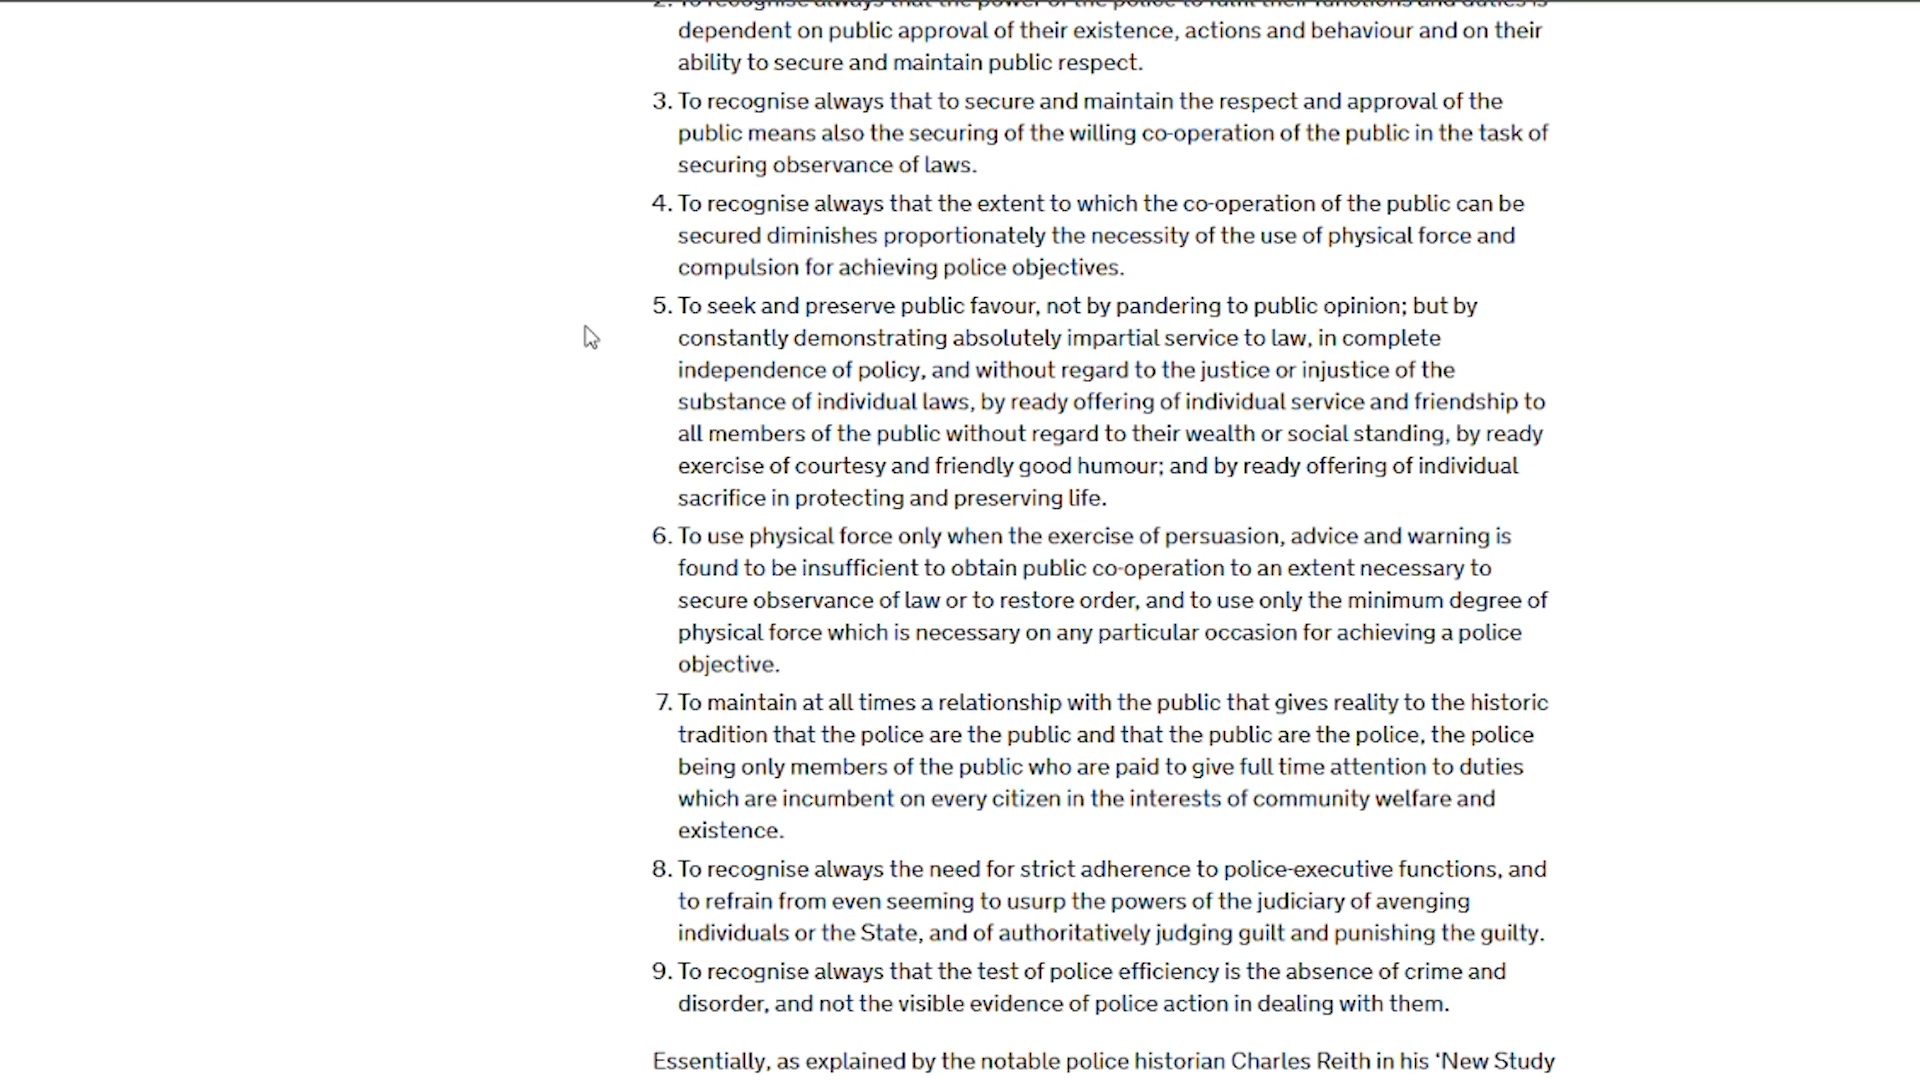 2. To recognise always that the power of the police to fulfil their functions and duties is
dependent on public approval of their existence, actions and behaviour and on their
ability to secure and maintain public respect.
3. To recognise always that to secure and maintain the respect and approval of the
public means also the securing of the willing co-operation of the public in the task of
securing observance of laws.
4. To recognise always that the extent to which the co-operation of the public can be
secured diminishes proportionately the necessity of the use of physical force and
compulsion for achieving police objectives.
5. To seek and preserve public favour, not by pandering to public opinion; but by
constantly demonstrating absolutely impartial service to law, in complete
independence of policy, and without regard to the justice or injustice of the
substance of individual laws, by ready offering of individual service and friendship to
all members of the public without regard to their wealth or social standing, by ready
exercise of courtesy and friendly good humour; and by ready offering of individual
sacrifice in protecting and preserving life.
6. To use physical force only when the exercise of persuasion, advice and warning is
found to be insufficient to obtain public co-operation to an extent necessary to
secure observance of law or to restore order, and to use only the minimum degree of
physical force which is necessary on any particular occasion for achieving a police
objective.
7. To maintain at all times a relationship with the public that gives reality to the historic
tradition that the police are the public and that the public are the police, the police
being only members of the public who are paid to give full time attention to duties
which are incumbent on every citizen in the interests of community welfare and
existence.
8. To recognise always the need for strict adherence to police-executive functions, and
to refrain from even seeming to usurp the powers of the judiciary of avenging
individuals or the State, and of authoritatively judging guilt and punishing the guilty.
9. To recognise always that the test of police efficiency is the absence of crime and
disorder, and not the visible evidence of police action in dealing with them.
Essentially, as explained by the notable police historian Charles Reith in his ‘New Study